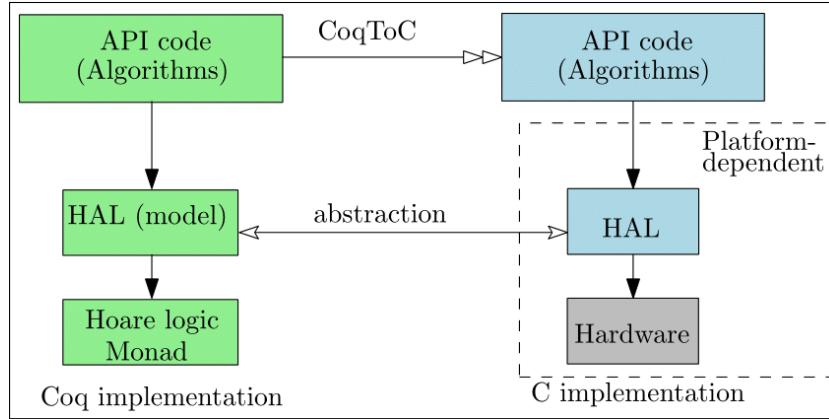 API code
(Algorithms)
CoqToC
API code
(Algorithms)
Platform-
dependent
HAL (model)
abstraction
HAL
Hoare logic
Monad
Hardware
Coq implementation
C implementation